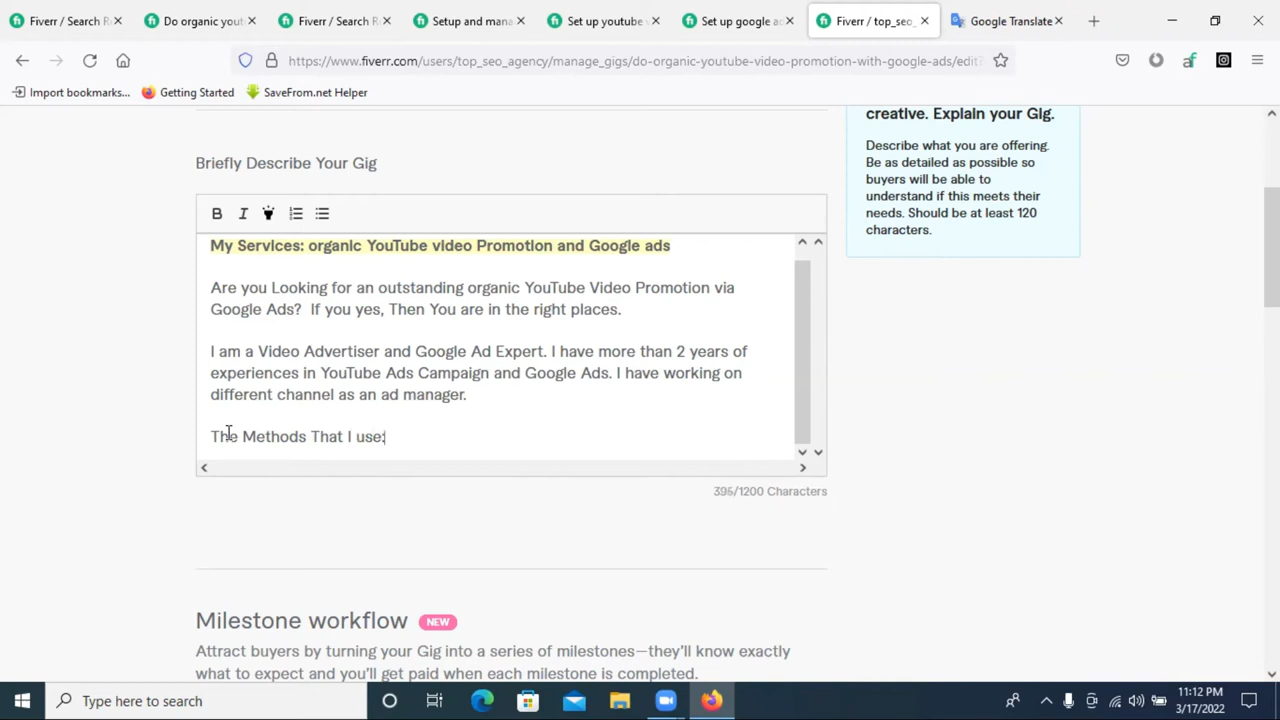 Fiverr / Search R
Do organic yout
Fiverr / Search R
Setup and mana
Set up youtube v
Set up google ad
Fiverr / top_seo_
Google Translate
https://www.fiverr.com/users/top_seo_agency/manage_gigs/do-organic-youtube-video-promotion-with-google-ads/edit
Import bookmarks...
Getting Started
SaveFrom.net Helper
creative. Explain your Gig.
Describe what you are offering.
Be as detailed as possible so
buyers will be able to
understand if this meets their
needs. Should be at least 120
characters.
Briefly Describe Your Gig
B I
My Services: organic YouTube video Promotion and Google ads
Are you Looking for an outstanding organic YouTube Video Promotion via
Google Ads?  If you yes, Then You are in the right places.
I am a Video Advertiser and Google Ad Expert. I have more than 2 years of
experiences in YouTube Ads Campaign and Google Ads. I have working on
different channel as an ad manager.
The Methods That I use:
395/1200 Characters
Milestone workflow NEW
Attract buyers by turning your Gig into a series of milestones—they'll know exactly
what to expect and you'll get paid when each milestone is completed.
Type here to search
11:12 PM
3/17/2022